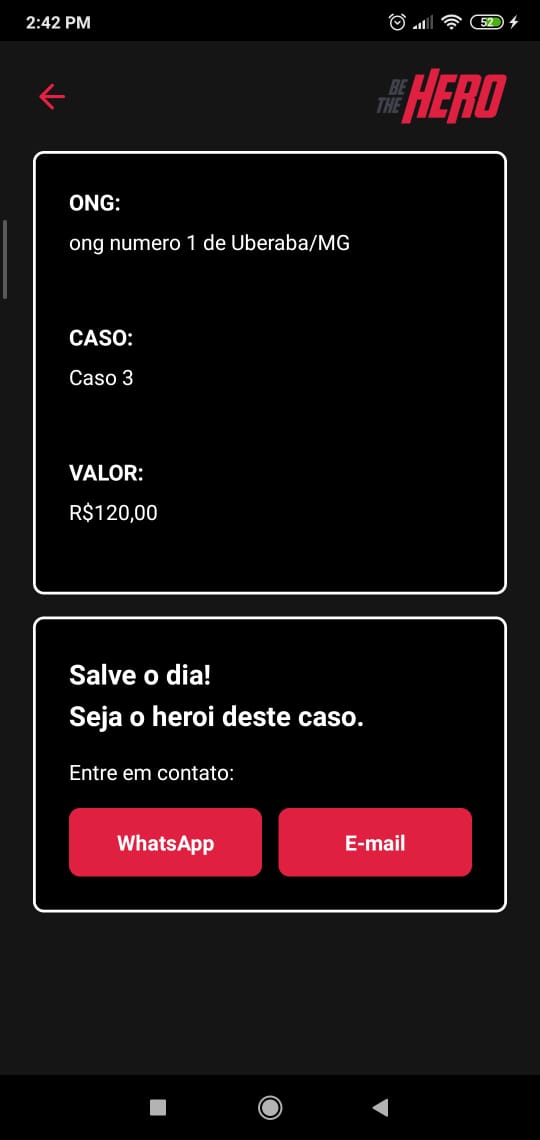 2:42 PM
52
BE
THE HERO
ONG:
ong numero 1 de Uberaba/MG
CASO:
Caso 3
VALOR:
R$120,00
Salve o dia!
Seja o heroi deste caso.
Entre em contato:
WhatsApp
E-mail